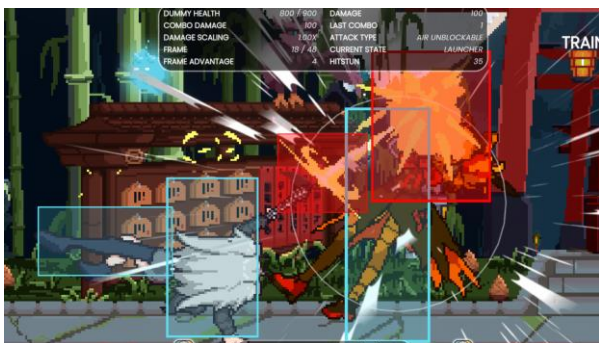 DUMMY HEALTH 800 / 900 DAMAGE 100
COMBO DAMAGE 100 LAST COMBO 1
DAMAGE SCALING 1.00X ATTACK TYPE AIR UNBLOCKABLE
FRAME 18 / 48 CURRENT STATE LAUNCHER
FRAME ADVANTAGE 4 HITSTUN 35
TRAIN